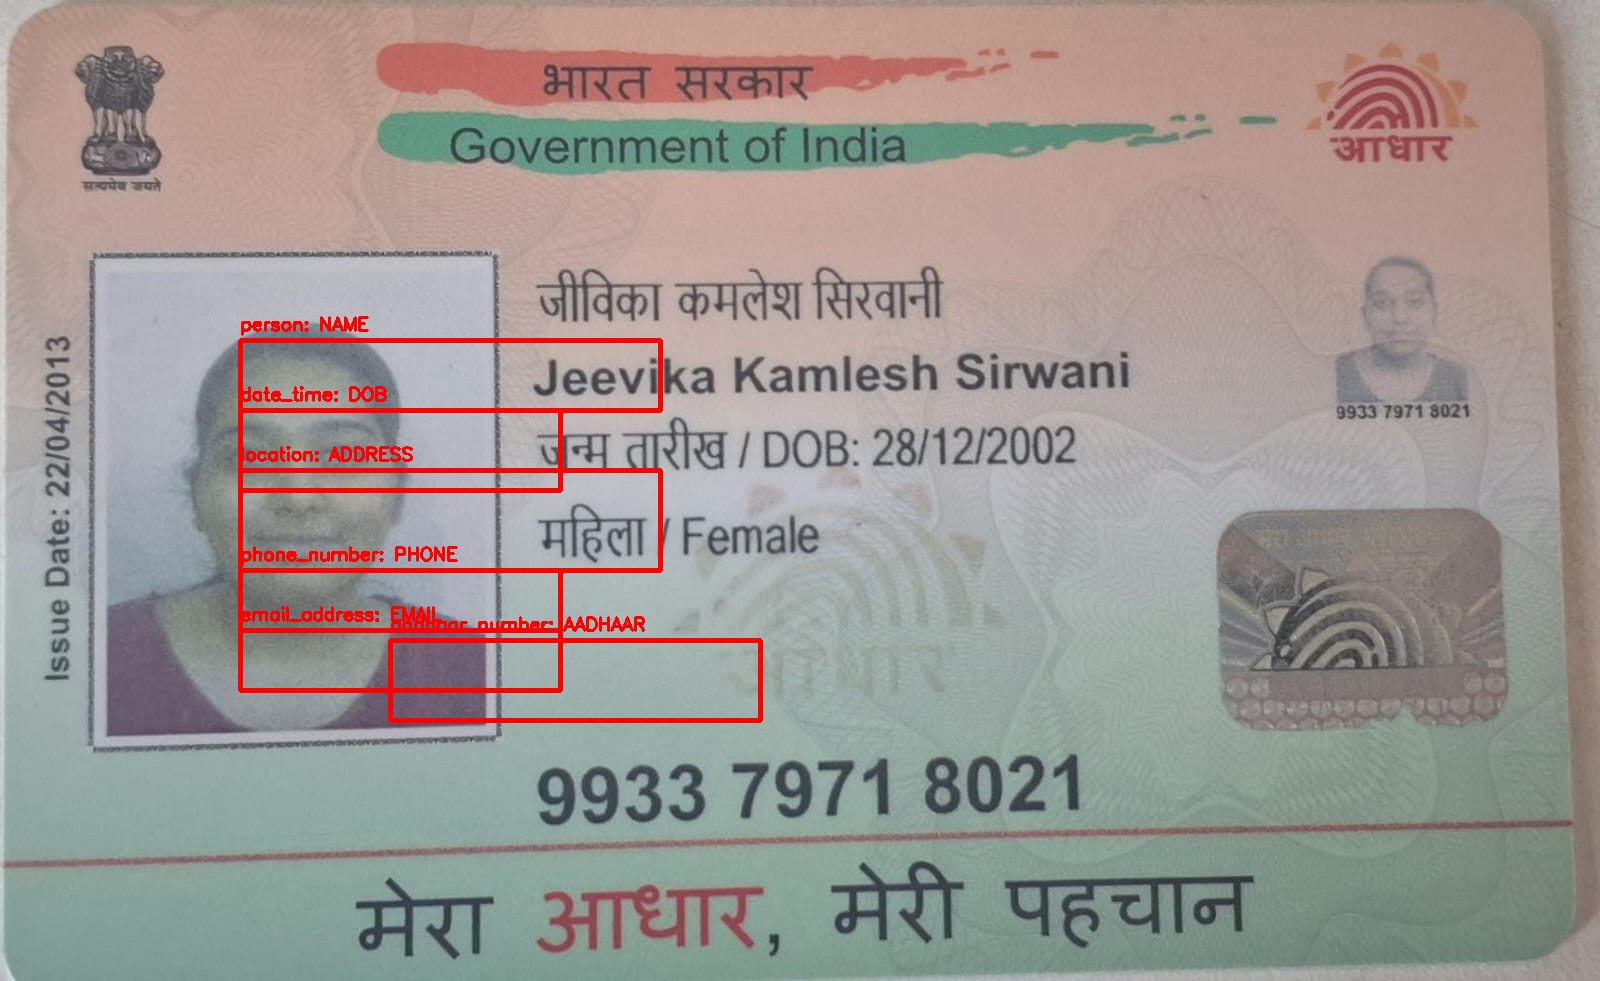 भारत सरकार
Government of India
सत्यमेव जयते
आधार
Issue Date: 22/04/2013
जीविका कमलेश सिरवानी
Jeevika Kamlesh Sirwani
जन्म तारीख / DOB: 28/12/2002
महिला / Female
9933 7971 8021
person: NAME
date_time: DOB
location: ADDRESS
phone_number: PHONE
email_address: EMAIL
aadhaar_number: AADHAAR
9933 7971 8021
मेरा आधार, मेरी पहचान